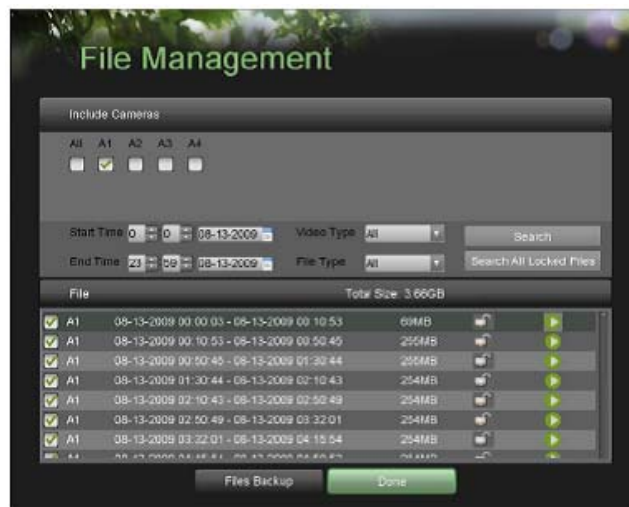 File Management
Include Cameras
All A1 A2 A3 A4
Start Time 0 0 08-13-2009 Video Type All Search
End Time 23 59 08-13-2009 File Type All Search All Locked Files
File Total Size: 3.66GB
A1 08-13-2009 00:00:03 - 08-13-2009 00:10:53 69MB
A1 08-13-2009 00:10:53 - 08-13-2009 00:50:45 255MB
A1 08-13-2009 00:50:45 - 08-13-2009 01:30:44 255MB
A1 08-13-2009 01:30:44 - 08-13-2009 02:10:43 254MB
A1 08-13-2009 02:10:43 - 08-13-2009 02:50:49 254MB
A1 08-13-2009 02:50:49 - 08-13-2009 03:32:01 254MB
A1 08-13-2009 03:32:01 - 08-13-2009 04:15:54 254MB
Files Backup Done